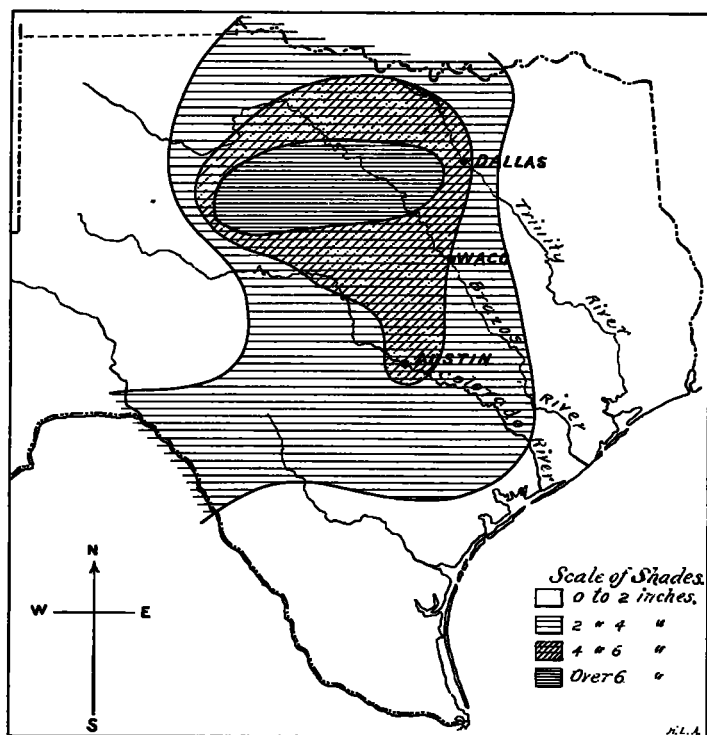 DALLAS
Trinity
River
WACO
Brazos
River
AUSTIN
Colorado
River
N
W E
S
Scale of Shades.
0 to 2 inches.
2 " 4 "
4 " 6 "
Over 6 "